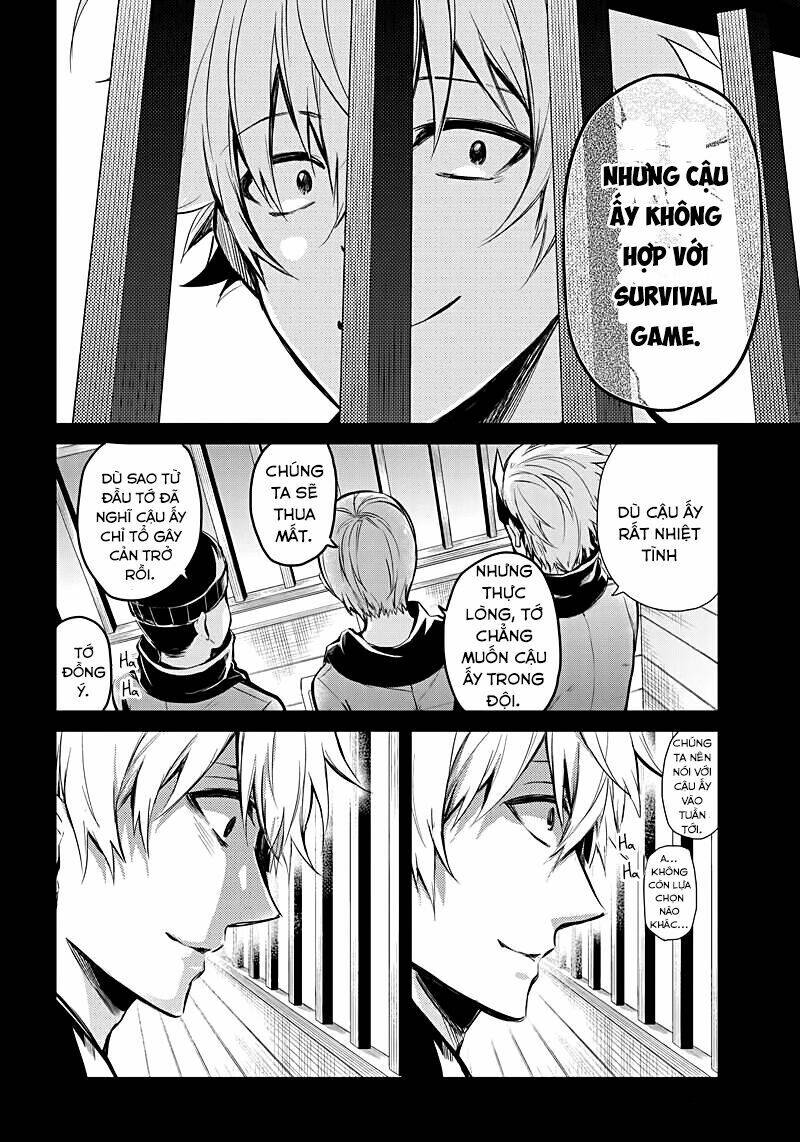 NHƯNG CẬU
ẤY KHÔNG
HỢP VỚI
SURVIVAL
GAME.
DÙ CẬU ẤY
RẤT NHIỆT
TÌNH
NHƯNG
THỰC
LÒNG, TỚ
CHẲNG
MUỐN CẬU
ẤY TRONG
ĐỘI.
CHÚNG
TA SẼ
THUA
MẤT.
DÙ SAO TỪ
ĐẦU TỚ ĐÃ
NGHĨ CẬU ẤY
CHỈ TỔ GÂY
CẢN TRỞ
RỒI.
Ha
Ha
TỚ
ĐỒNG
Ý.
CHÚNG
TA NÊN
NÓI VỚI
CẬU ẤY
VÀO
TUẦN
TỚI.
Ha
Ha
A...
KHÔNG
CÒN LỰA
CHỌN
NÀO
KHÁC...